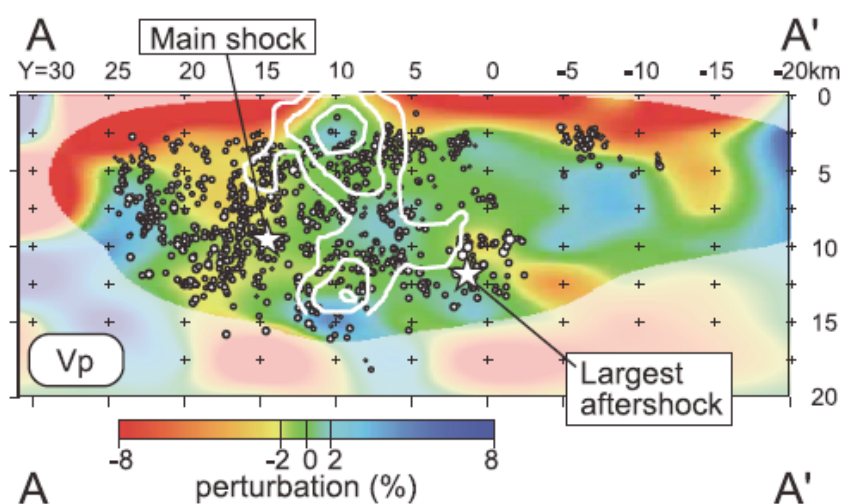 A A'
Main shock
Y=30 25 20 15 10 5 0 -5 -10 -15 -20km
0
5
10
15
20
Vp
Largest
aftershock
-8 -2 0 2 8
perturbation (%)
A A'